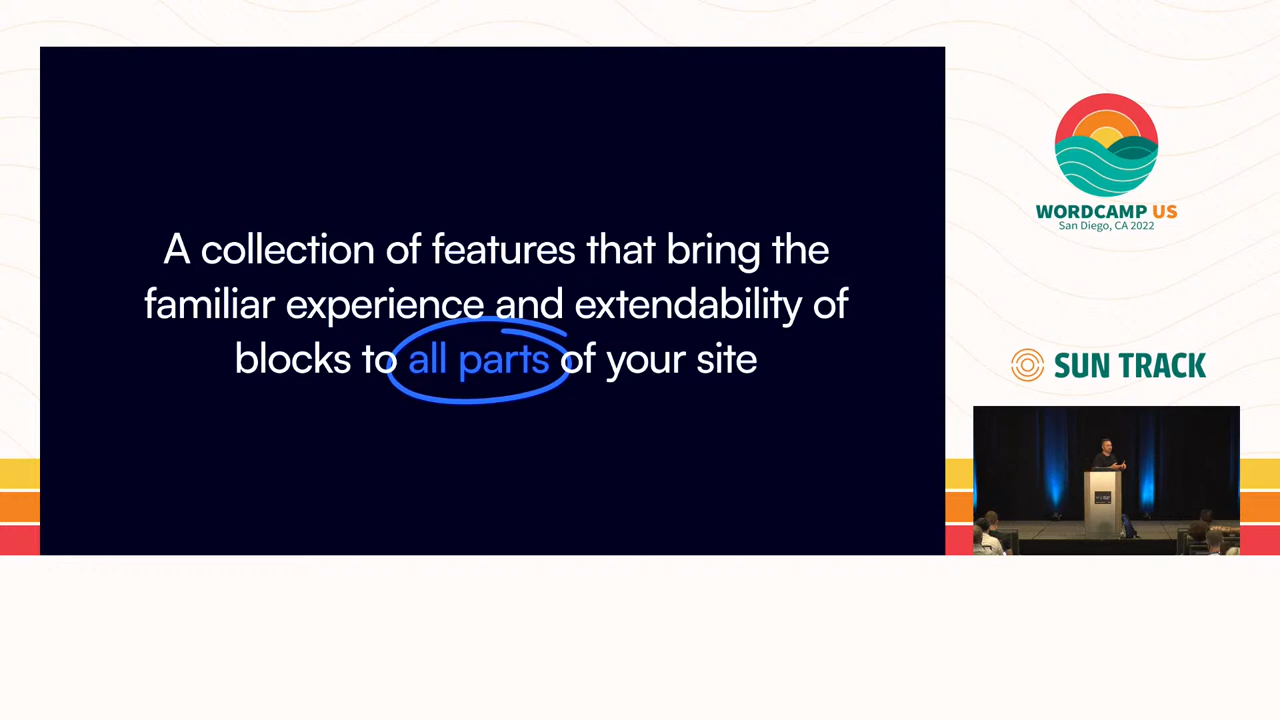 A collection of features that bring the
familiar experience and extendability of
blocks to all parts of your site
WORDCAMP US
San Diego, CA 2022
SUN TRACK